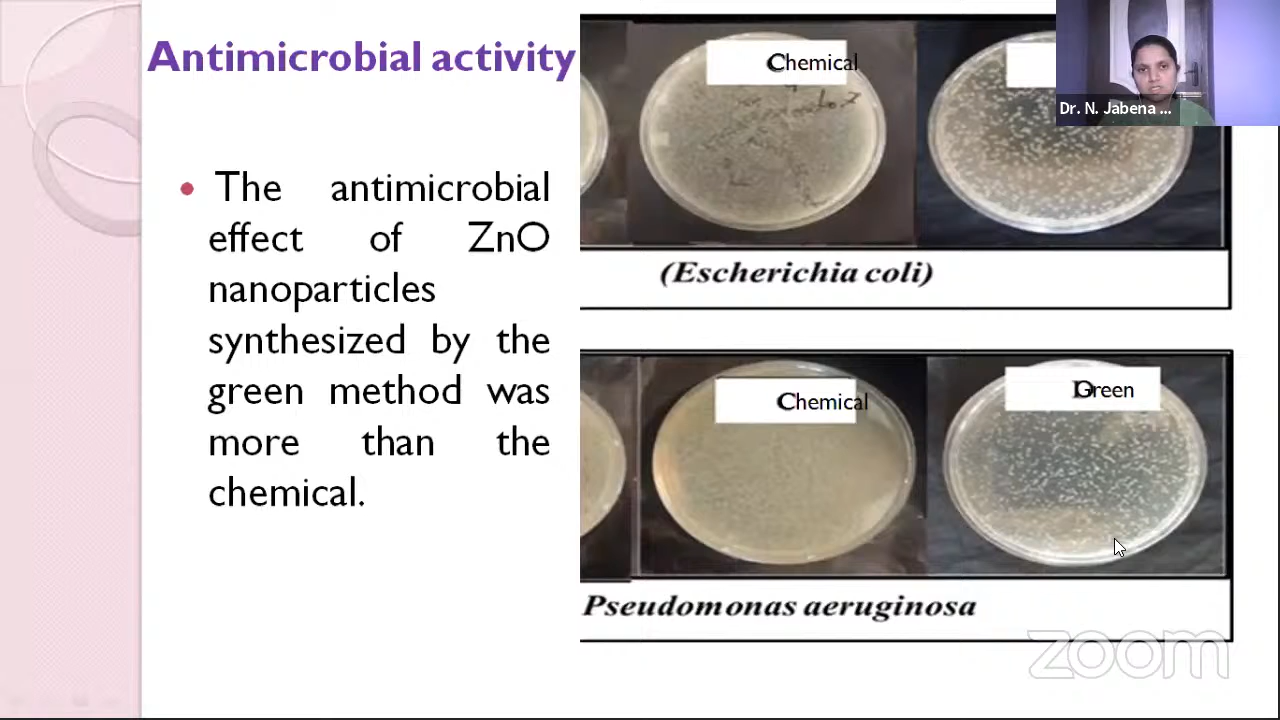 Antimicrobial activity
Chemical
Dr. N. Jabena ...
• The antimicrobial
effect of ZnO
nanoparticles
synthesized by the
green method was
more than the
chemical.
(Escherichia coli)
Chemical
Green
Pseudomonas aeruginosa
zoom